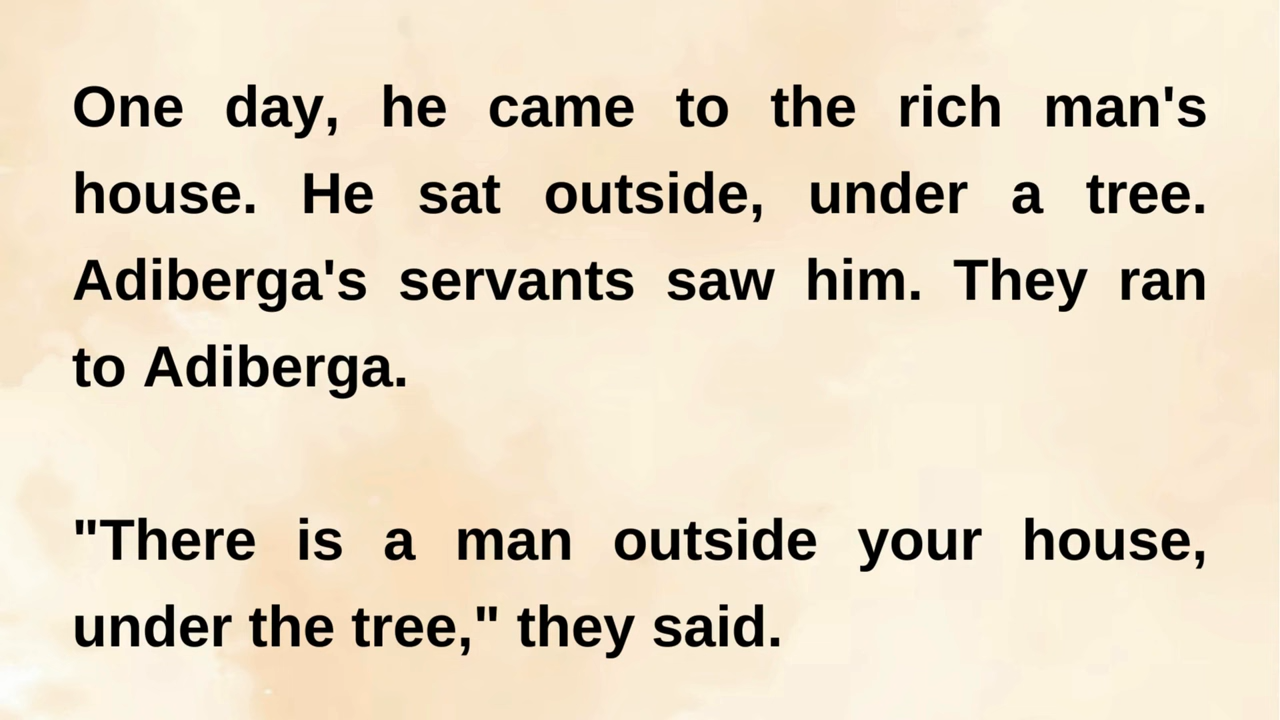 One day, he came to the rich man's
house. He sat outside, under a tree.
Adiberga's servants saw him. They ran
to Adiberga.
"There is a man outside your house,
under the tree," they said.